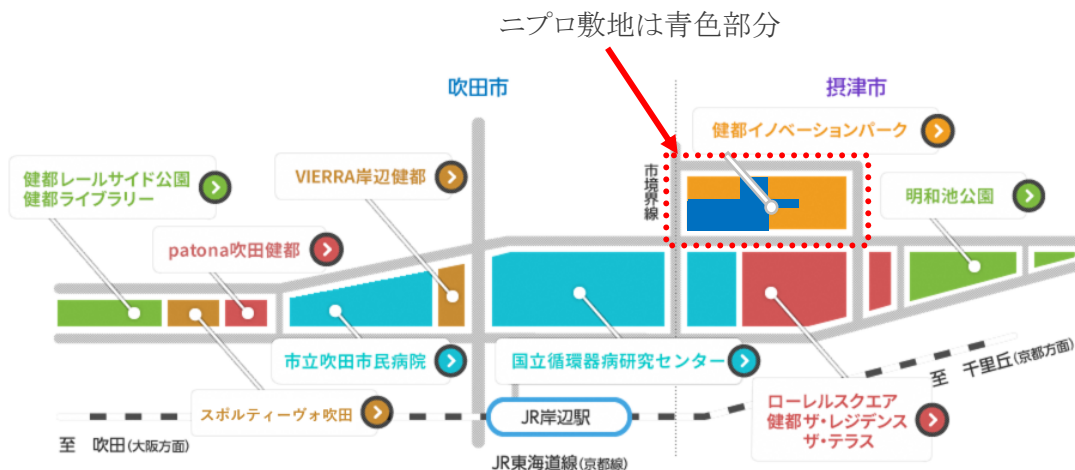 ニプロ敷地は青色部分
吹田市
摂津市
健都イノベーションパーク
市境界線
健都レールサイド公園
健都ライブラリー
VIERRA岸辺健都
明和池公園
patona吹田健都
市立吹田市民病院
国立循環器病研究センター
スポルティーヴォ吹田
JR岸辺駅
ローレルスクエア
健都ザ・レジデンス
ザ・テラス
至 千里丘(京都方面)
至 吹田(大阪方面)
JR東海道線(京都線)